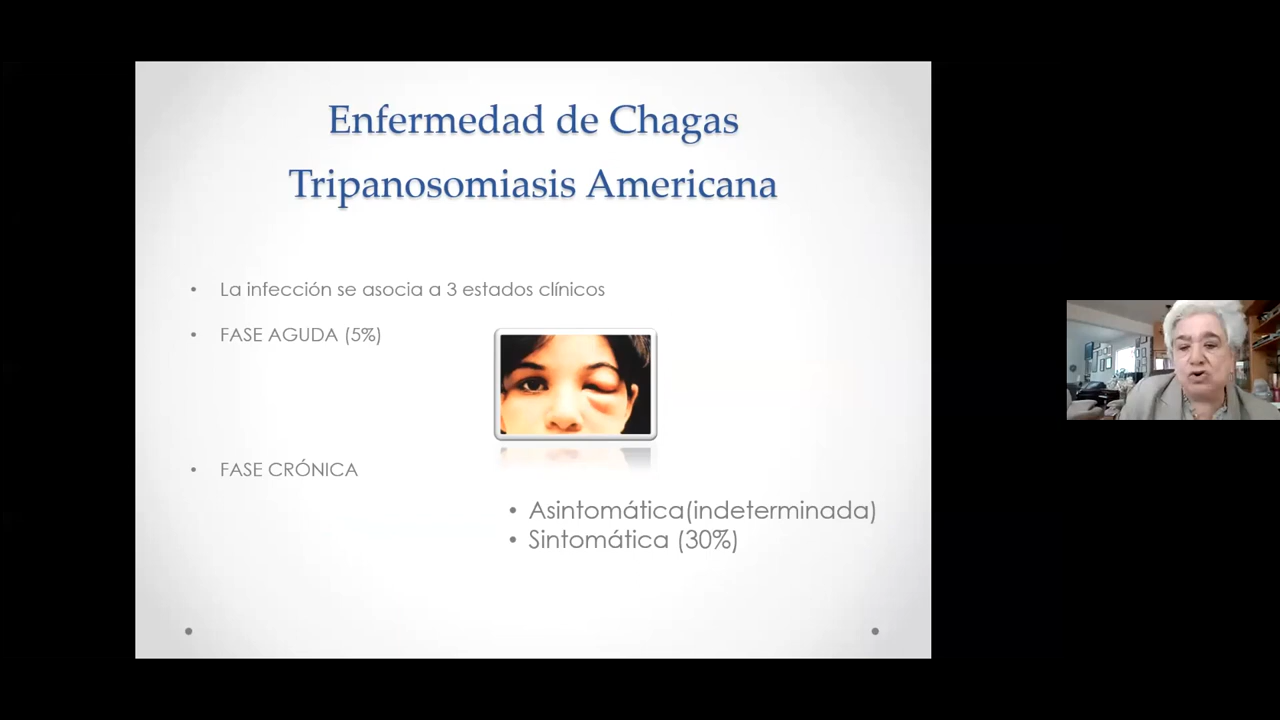 Enfermedad de Chagas
Tripanosomiasis Americana
La infección se asocia a 3 estados clínicos
FASE AGUDA (5%)
FASE CRÓNICA
Asintomática(indeterminada)
Sintomática (30%)